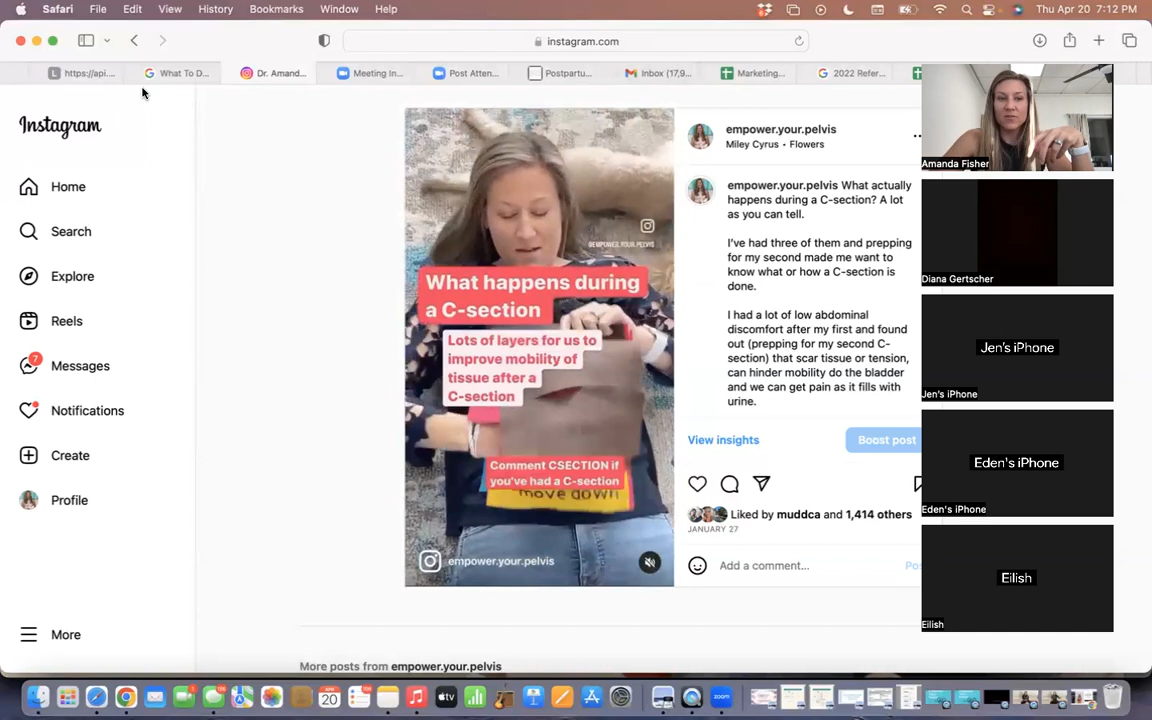 Safari File Edit View History Bookmarks Window Help Thu Apr 20 7:12 PM
instagram.com
https://api.... What To D... Dr. Amand... Meeting In... Post Atten... Postpartu... Inbox (17,9... Marketing... 2022 Refer...
Instagram
Home
Search
Explore
Reels
7
Messages
Notifications
Create
Profile
More
@EMPOWER.YOUR.PELVIS
What happens during
a C-section
Lots of layers for us to
improve mobility of
tissue after a
C-section
Comment CSECTION if
you've had a C-section
move down
empower.your.pelvis
empower.your.pelvis
Miley Cyrus • Flowers
empower.your.pelvis What actually
happens during a C-section? A lot
as you can tell.
I've had three of them and prepping
for my second made me want to
know what or how a C-section is
done.
I had a lot of low abdominal
discomfort after my first and found
out (prepping for my second C-
section) that scar tissue or tension,
can hinder mobility do the bladder
and we can get pain as it fills with
urine.
View insights Boost post
Liked by muddca and 1,414 others
JANUARY 27
Add a comment... Pos
More posts from empower.your.pelvis
Amanda Fisher
Diana Gertscher
Jen's iPhone
Jen's iPhone
Eden's iPhone
Eden's iPhone
Eilish
Eilish
APR
20
tv
zoom